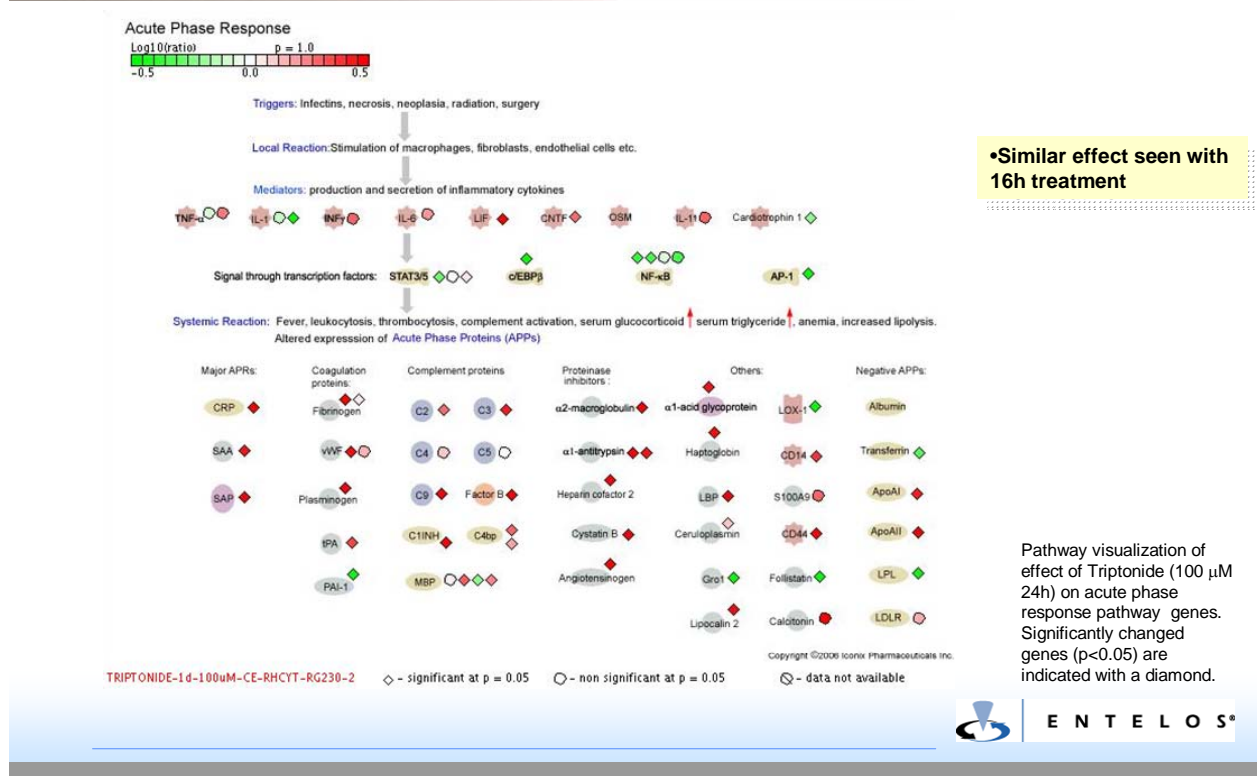 Acute Phase Response
Log10(ratio) p = 1.0
-0.5 0.0 0.5
Triggers: Infectins, necrosis, neoplasia, radiation, surgery
Local Reaction:Stimulation of macrophages, fibroblasts, endothelial cells etc.
Mediators: production and secretion of inflammatory cytokines
TNF-α IL-1 INFγ IL-6 LIF CNTF OSM IL-11 Cardiotrophin 1
Signal through transcription factors: STAT3/5 c/EBPβ NF-κB AP-1
Systemic Reaction: Fever, leukocytosis, thrombocytosis, complement activation, serum glucocorticoid serum triglyceride , anemia, increased lipolysis.
Altered expresssion of Acute Phase Proteins (APPs)
Major APRs: Coagulation proteins: Complement proteins Proteinase inhibitors : Others: Negative APPs:
CRP Fibrinogen C2 C3 α2-macroglobulin α1-acid glycoprotein LOX-1 Albumin
SAA vWF C4 C5 α1-antitrypsin Haptoglobin CD14 Transferrin
SAP Plasminogen C9 Factor B Heparin cofactor 2 LBP S100A9 ApoAI
tPA C1INH C4bp Cystatin B Ceruloplasmin CD44 ApoAII
PAI-1 MBP Angiotensinogen Gro1 Follistatin LPL
Lipocalin 2 Calcitonin LDLR
Copyright ©2006 Iconix Pharmaceuticals Inc.
TRIPTONIDE-1d-100uM-CE-RHCYT-RG230-2 - significant at p = 0.05 - non significant at p = 0.05 - data not available
•Similar effect seen with
16h treatment
Pathway visualization of
effect of Triptonide (100 μM
24h) on acute phase
response pathway genes.
Significantly changed
genes (p<0.05) are
indicated with a diamond.
ENTELOS®